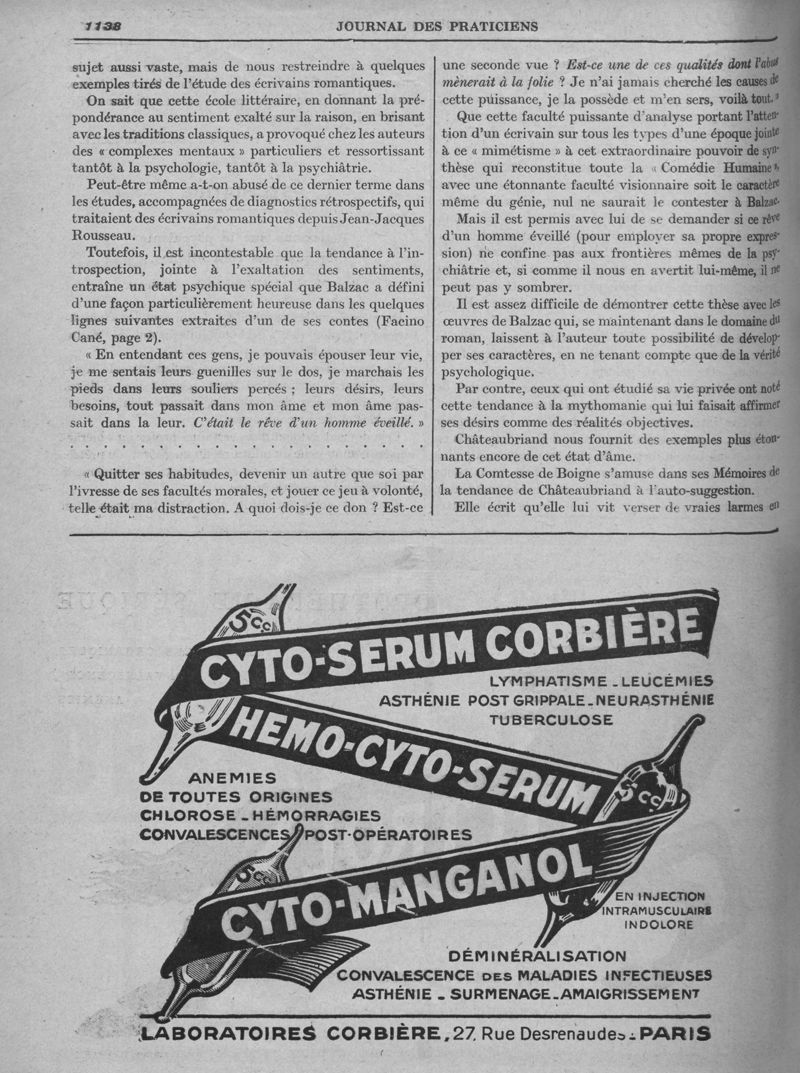 1138
JOURNAL DES PRATICIENS
sujet aussi vaste, mais de nous restreindre à quelques
exemples tirés de l'étude des écrivains romantiques.
On sait que cette école littéraire, en donnant la pré-
pondérance au sentiment exalté sur la raison, en brisant
avec les traditions classiques, a provoqué chez les auteurs
des « complexes mentaux » particuliers et ressortissant
tantôt à la psychologie, tantôt à la psychiâtrie.
Peut-être même a-t-on abusé de ce dernier terme dans
les études, accompagnées de diagnostics rétrospectifs, qui
traitaient des écrivains romantiques depuis Jean-Jacques
Rousseau.
Toutefois, il est incontestable que la tendance à l'in-
trospection, jointe à l'exaltation des sentiments,
entraîne un état psychique spécial que Balzac a défini
d'une façon particulièrement heureuse dans les quelques
lignes suivantes extraites d'un de ses contes (Facino
Cané, page 2).
« En entendant ces gens, je pouvais épouser leur vie,
je me sentais leurs guenilles sur le dos, je marchais les
pieds dans leurs souliers percés ; leurs désirs, leurs
besoins, tout passait dans mon âme et mon âme pas-
sait dans la leur. C'était le rêve d'un homme éveillé. »
. . . . . . . . . . . . . . . . . .
« Quitter ses habitudes, devenir un autre que soi par
l'ivresse de ses facultés morales, et jouer ce jeu à volonté,
telle était ma distraction. A quoi dois-je ce don ? Est-ce
une seconde vue ? Est-ce une de ces qualités dont l'abus
mènerait à la folie ? Je n'ai jamais cherché les causes de
cette puissance, je la possède et m'en sers, voilà tout. »
Que cette faculté puissante d'analyse portant l'atten-
tion d'un écrivain sur tous les types d'une époque jointe
à ce « mimétisme » à cet extraordinaire pouvoir de syn-
thèse qui reconstitue toute la « Comédie Humaine »,
avec une étonnante faculté visionnaire soit le caractère
même du génie, nul ne saurait le contester à Balzac.
Mais il est permis avec lui de se demander si ce rêve
d'un homme éveillé (pour employer sa propre expres-
sion) ne confine pas aux frontières mêmes de la psy-
chiâtrie et, si comme il nous en avertit lui-même, il ne
peut pas y sombrer.
Il est assez difficile de démontrer cette thèse avec les
œuvres de Balzac qui, se maintenant dans le domaine du
roman, laissent à l'auteur toute possibilité de dévelop-
per ses caractères, en ne tenant compte que de la vérité
psychologique.
Par contre, ceux qui ont étudié sa vie privée ont noté
cette tendance à la mythomanie qui lui faisait affirmer
ses désirs comme des réalités objectives.
Châteaubriand nous fournit des exemples plus éton-
nants encore de cet état d'âme.
La Comtesse de Boigne s'amuse dans ses Mémoires de
la tendance de Châteaubriand à l'auto-suggestion.
Elle écrit qu'elle lui vit verser de vraies larmes en
5cc.
CYTO-SERUM CORBIÈRE
LYMPHATISME - LEUCÉMIES
ASTHÉNIE POST GRIPPALE - NEURASTHÉNIE
TUBERCULOSE
HEMO-CYTO-SERUM
5cc.
ANEMIES
DE TOUTES ORIGINES
CHLOROSE - HÉMORRAGIES
CONVALESCENCES POST-OPÉRATOIRES
5cc.
CYTO-MANGANOL
EN INJECTION
INTRAMUSCULAIRE
INDOLORE
DÉMINÉRALISATION
CONVALESCENCE DES MALADIES INFECTIEUSES
ASTHÉNIE - SURMENAGE - AMAIGRISSEMENT
LABORATOIRES CORBIÈRE, 27, Rue Desrenaudes - PARIS